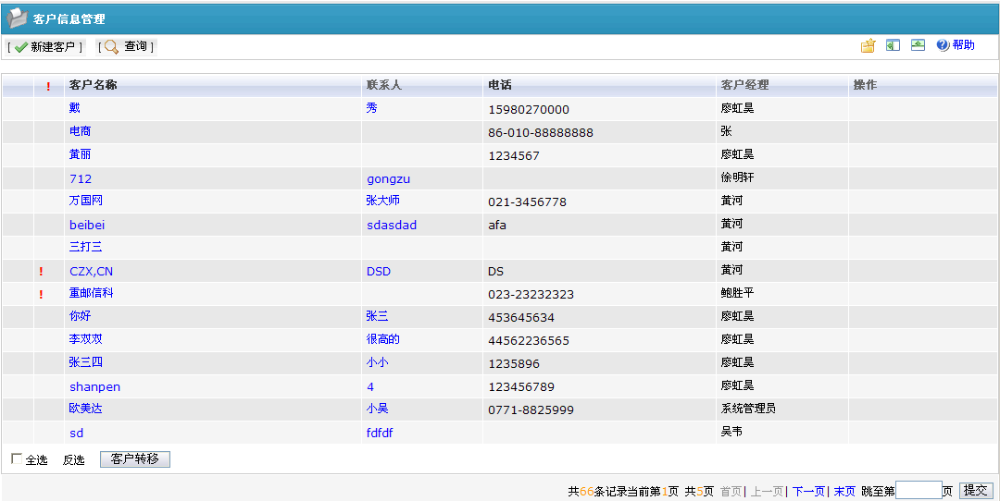 客户信息管理
[ 新建客户 ] [ 查询 ] 帮助
! 客户名称 联系人 电话 客户经理 操作
戴 秀 15980270000 廖虹昊
电商 86-010-88888888 张
黄丽 1234567 廖虹昊
712 gongzu 徐明轩
万国网 张大师 021-3456778 黄河
beibei sdasdad afa 黄河
三打三 黄河
! CZX,CN DSD DS 黄河
! 重邮信科 023-23232323 鲍胜平
你好 张三 453645634 廖虹昊
李双双 很高的 44562236565 廖虹昊
张三四 小小 1235896 廖虹昊
shanpen 4 123456789 廖虹昊
欧美达 小吴 0771-8825999 系统管理员
sd fdfdf 吴韦
全选 反选 客户转移
共66条记录当前第1页 共5页 首页| 上一页| 下一页| 末页 跳至第 页 提交